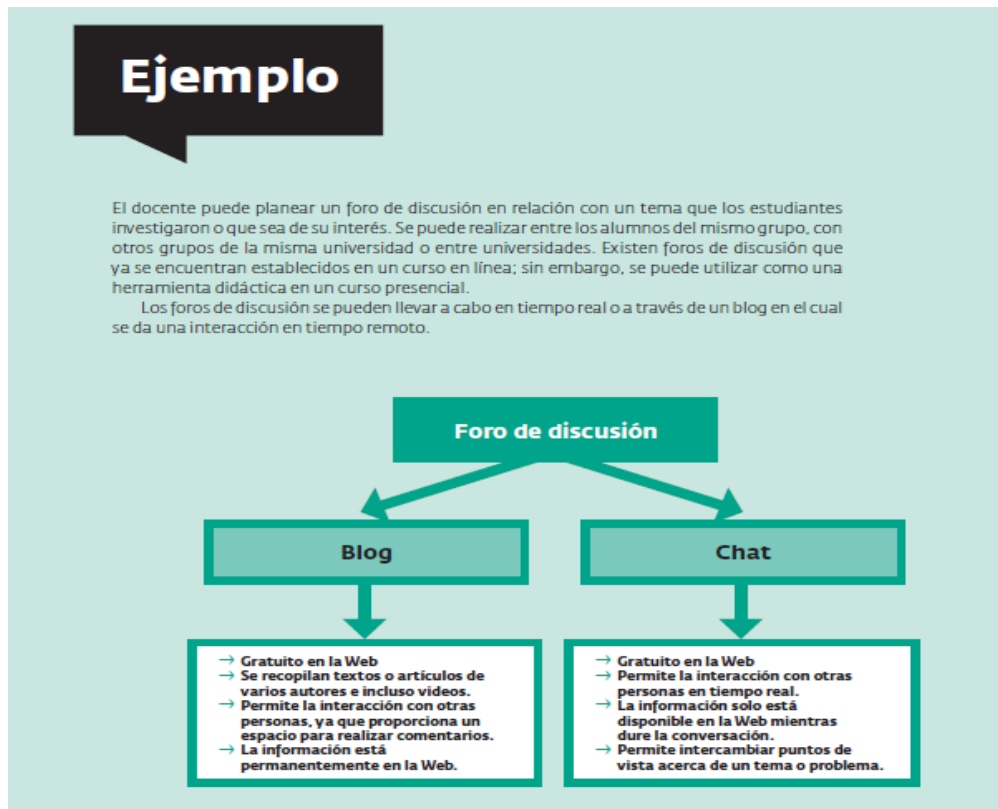 Ejemplo
El docente puede planear un foro de discusión en relación con un tema que los estudiantes
investigaron o que sea de su interés. Se puede realizar entre los alumnos del mismo grupo, con
otros grupos de la misma universidad o entre universidades. Existen foros de discusión que
ya se encuentran establecidos en un curso en línea; sin embargo, se puede utilizar como una
herramienta didáctica en un curso presencial.
Los foros de discusión se pueden llevar a cabo en tiempo real o a través de un blog en el cual
se da una interacción en tiempo remoto.
Foro de discusión
Blog
Chat
→ Gratuito en la Web
→ Se recopilan textos o artículos de
varios autores e incluso videos.
→ Permite la interacción con otras
personas, ya que proporciona un
espacio para realizar comentarios.
→ La información está
permanentemente en la Web.
→ Gratuito en la Web
→ Permite la interacción con otras
personas en tiempo real.
→ La información solo está
disponible en la Web mientras
dure la conversación.
→ Permite intercambiar puntos de
vista acerca de un tema o problema.